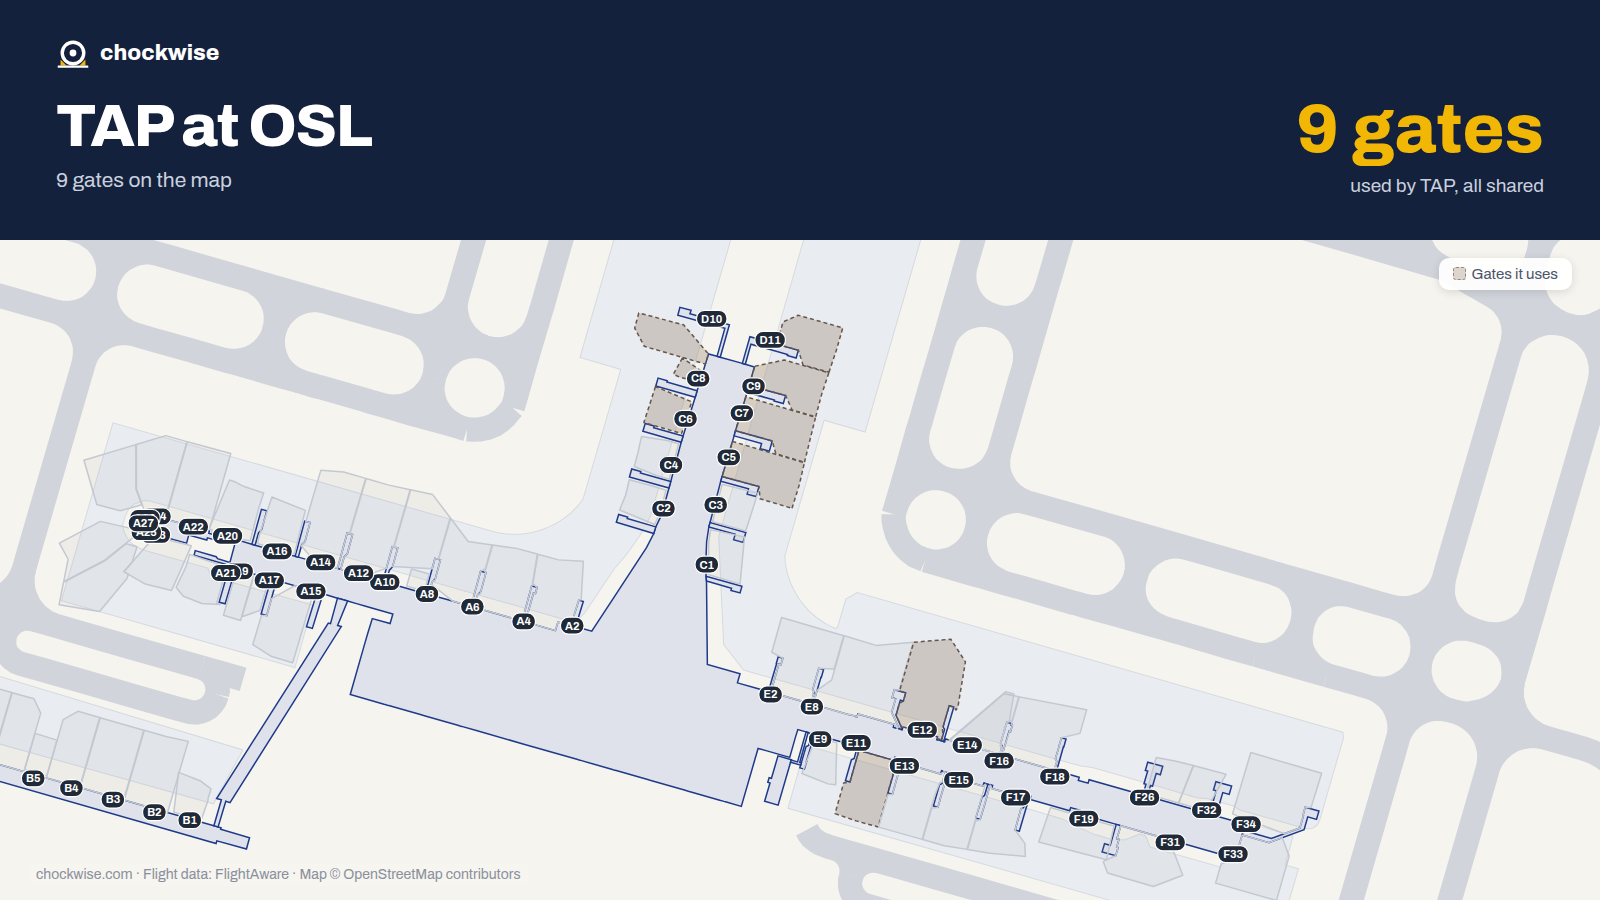 chockwise
TAP at OSL
9 gates on the map
9 gates
used by TAP, all shared
Gates it uses
D10
D11
C8
C9
C6
C7
C4
C5
C2
C3
C1
A27
A22
A20
A16
A14
A12
A10
A21
A17
A15
A8
A6
A4
A2
E2
E8
E9
E11
E12
E13
E14
E15
F16
F17
F18
F19
F26
F32
F34
F31
F33
B5
B4
B3
B2
B1
chockwise.com · Flight data: FlightAware · Map © OpenStreetMap contributors